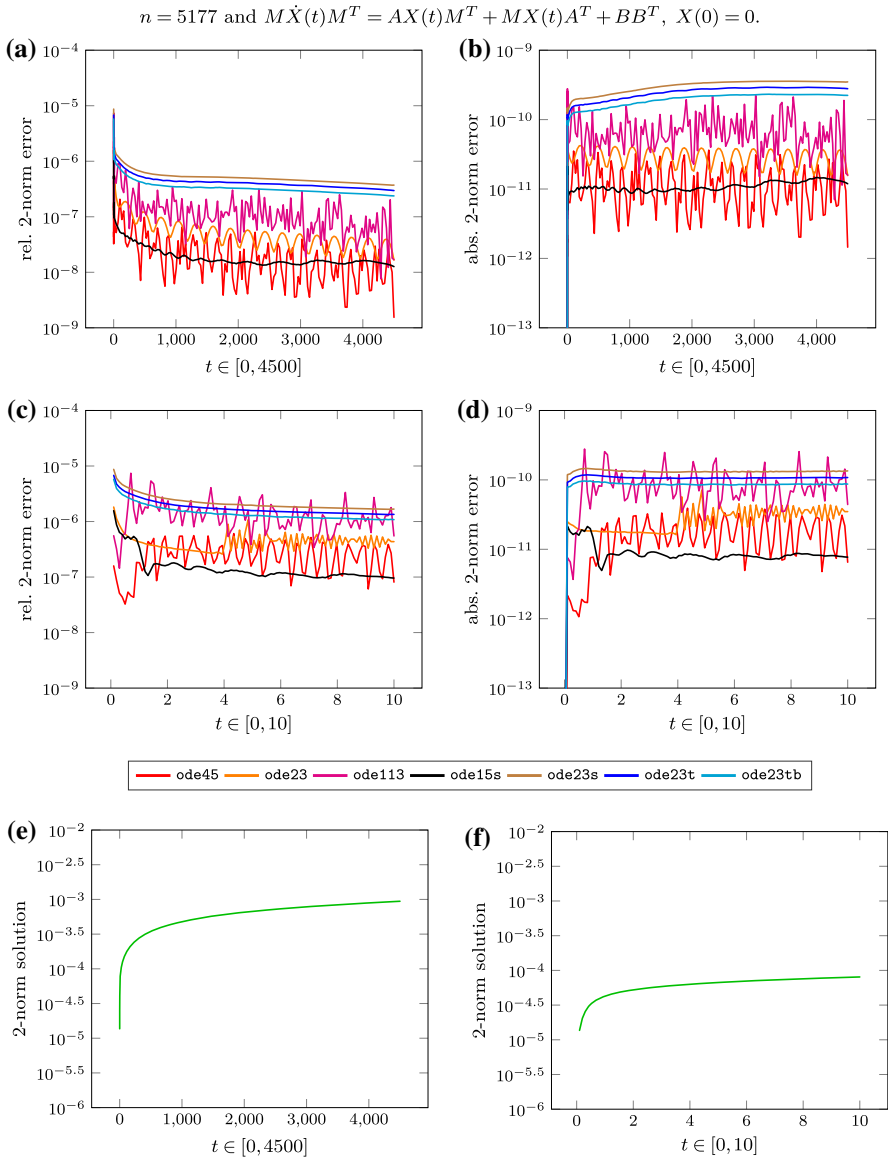 n = 5177 and MẊ(t)Mᵀ = AX(t)Mᵀ + MX(t)Aᵀ + BBᵀ, X(0) = 0.
(a)
rel. 2-norm error
10⁻⁴
10⁻⁵
10⁻⁶
10⁻⁷
10⁻⁸
10⁻⁹
0 1,000 2,000 3,000 4,000
t ∈ [0, 4500]
(b)
abs. 2-norm error
10⁻⁹
10⁻¹⁰
10⁻¹¹
10⁻¹²
10⁻¹³
0 1,000 2,000 3,000 4,000
t ∈ [0, 4500]
(c)
rel. 2-norm error
10⁻⁴
10⁻⁵
10⁻⁶
10⁻⁷
10⁻⁸
10⁻⁹
0 2 4 6 8 10
t ∈ [0, 10]
(d)
abs. 2-norm error
10⁻⁹
10⁻¹⁰
10⁻¹¹
10⁻¹²
10⁻¹³
0 2 4 6 8 10
t ∈ [0, 10]
ode45 ode23 ode113 ode15s ode23s ode23t ode23tb
(e)
2-norm solution
10⁻²
10⁻²·⁵
10⁻³
10⁻³·⁵
10⁻⁴
10⁻⁴·⁵
10⁻⁵
10⁻⁵·⁵
10⁻⁶
0 1,000 2,000 3,000 4,000
t ∈ [0, 4500]
(f)
2-norm solution
10⁻²
10⁻²·⁵
10⁻³
10⁻³·⁵
10⁻⁴
10⁻⁴·⁵
10⁻⁵
10⁻⁵·⁵
10⁻⁶
0 2 4 6 8 10
t ∈ [0, 10]